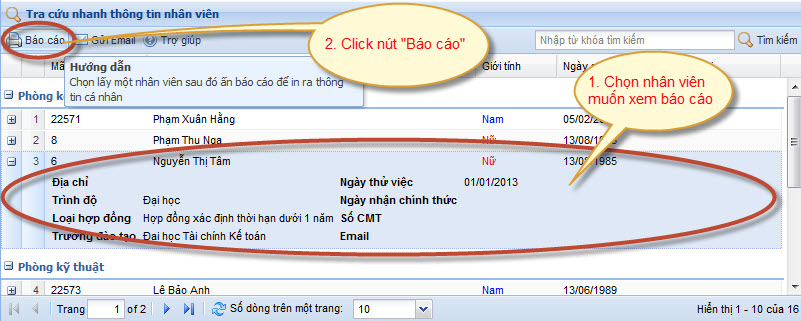 Tra cứu nhanh thông tin nhân viên
Báo cáo Gửi Email Trợ giúp Nhập từ khóa tìm kiếm Tìm kiếm
2. Click nút "Báo cáo"
Mã Giới tính Ngày
Hướng dẫn
Chọn lấy một nhân viên sau đó ấn báo cáo để in ra thông
tin cá nhân
1. Chọn nhân viên
muốn xem báo cáo
Phòng
1 22571 Phạm Xuân Hằng Nam 05/02/
2 8 Phạm Thu Nga Nữ 13/08/1985
3 6 Nguyễn Thị Tâm Nữ 13/08/1985
Địa chỉ Ngày thử việc 01/01/2013
Trình độ Đại học Ngày nhận chính thức
Loại hợp đồng Hợp đồng xác định thời hạn dưới 1 năm Số CMT
Trường đào tạo Đại học Tài chính Kế toán Email
Phòng kỹ thuật
4 22573 Lê Bảo Anh Nam 13/06/1989
Trang 1 of 2 Số dòng trên một trang: 10 Hiển thị 1 - 10 của 16